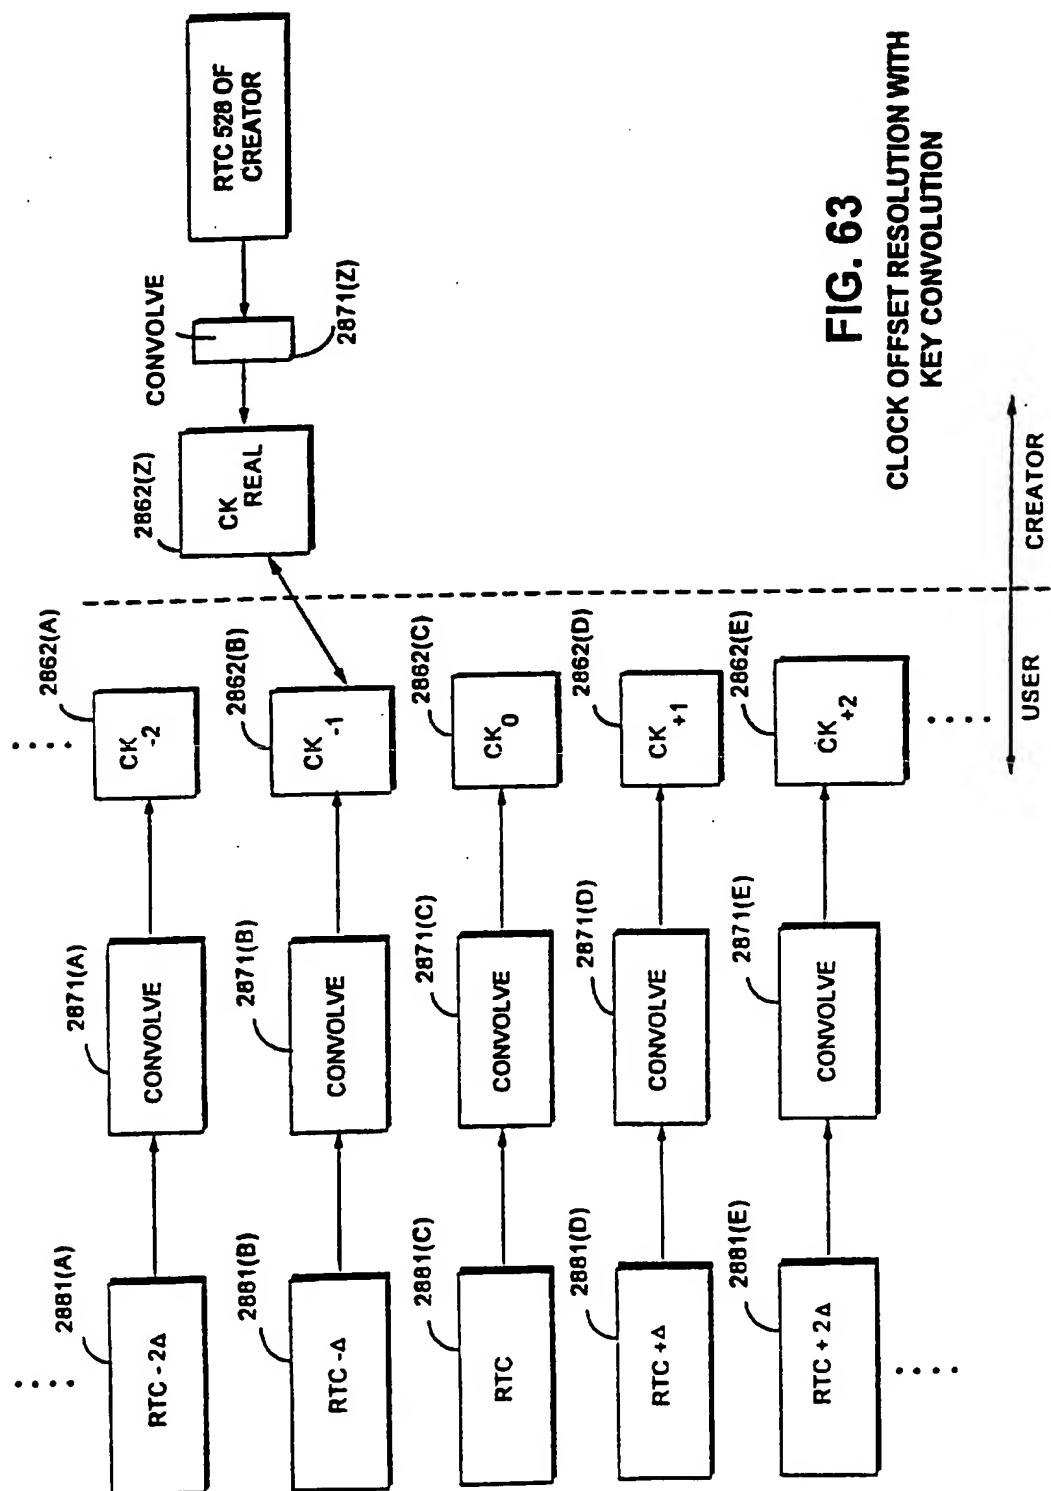 2881(A)
RTC - 2Δ
2871(A)
CONVOLVE
2862(A)
CK -2
2881(B)
RTC -Δ
2871(B)
CONVOLVE
2862(B)
CK -1
2881(C)
RTC
2871(C)
CONVOLVE
2862(C)
CK 0
2881(D)
RTC +Δ
2871(D)
CONVOLVE
2862(D)
CK +1
2881(E)
RTC + 2Δ
2871(E)
CONVOLVE
2862(E)
CK +2
2862(Z)
CK REAL
CONVOLVE
2871(Z)
RTC 528 OF
CREATOR
USER
CREATOR
FIG. 63
CLOCK OFFSET RESOLUTION WITH
KEY CONVOLUTION